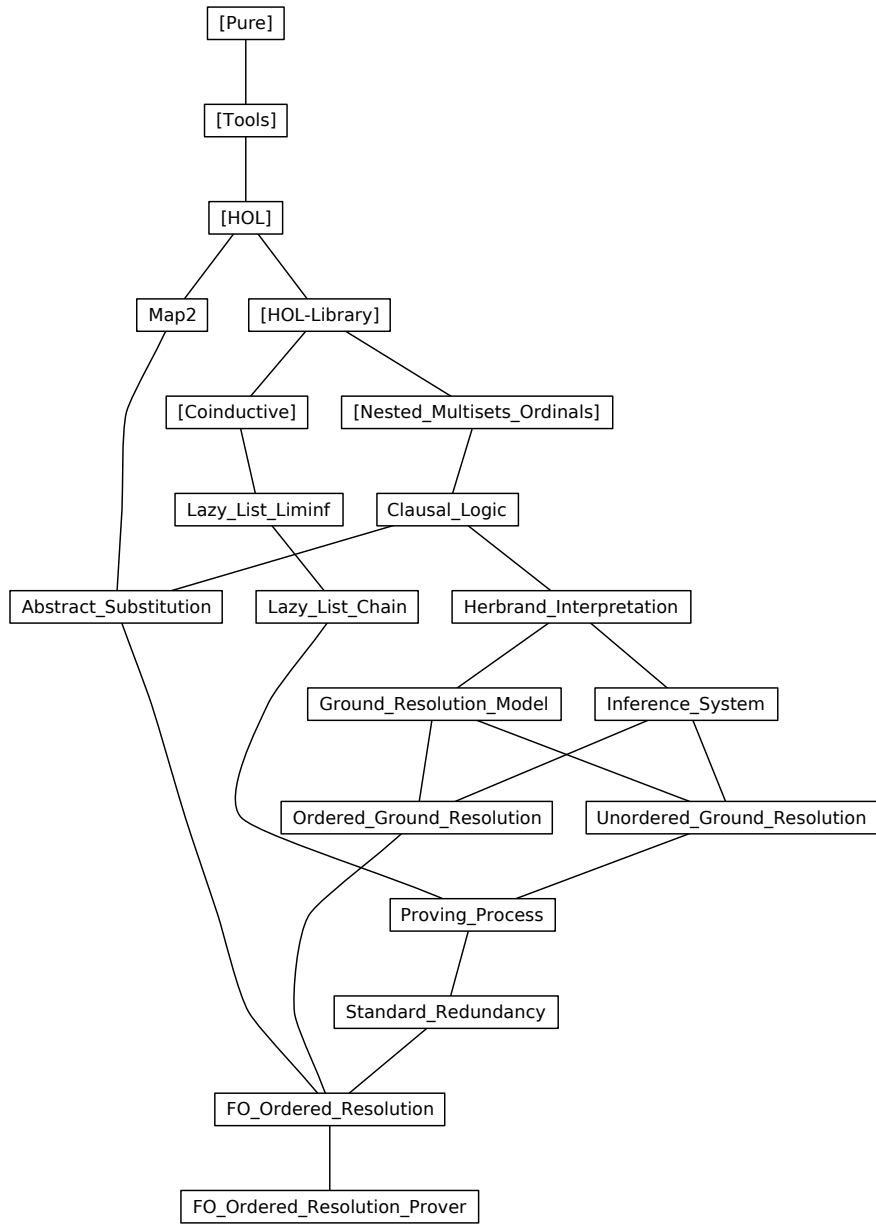 [Pure]
[Tools]
[HOL]
Map2
[HOL-Library]
[Coinductive]
[Nested_Multisets_Ordinals]
Lazy_List_Liminf
Clausal_Logic
Abstract_Substitution
Lazy_List_Chain
Herbrand_Interpretation
Ground_Resolution_Model
Inference_System
Ordered_Ground_Resolution
Unordered_Ground_Resolution
Proving_Process
Standard_Redundancy
FO_Ordered_Resolution
FO_Ordered_Resolution_Prover